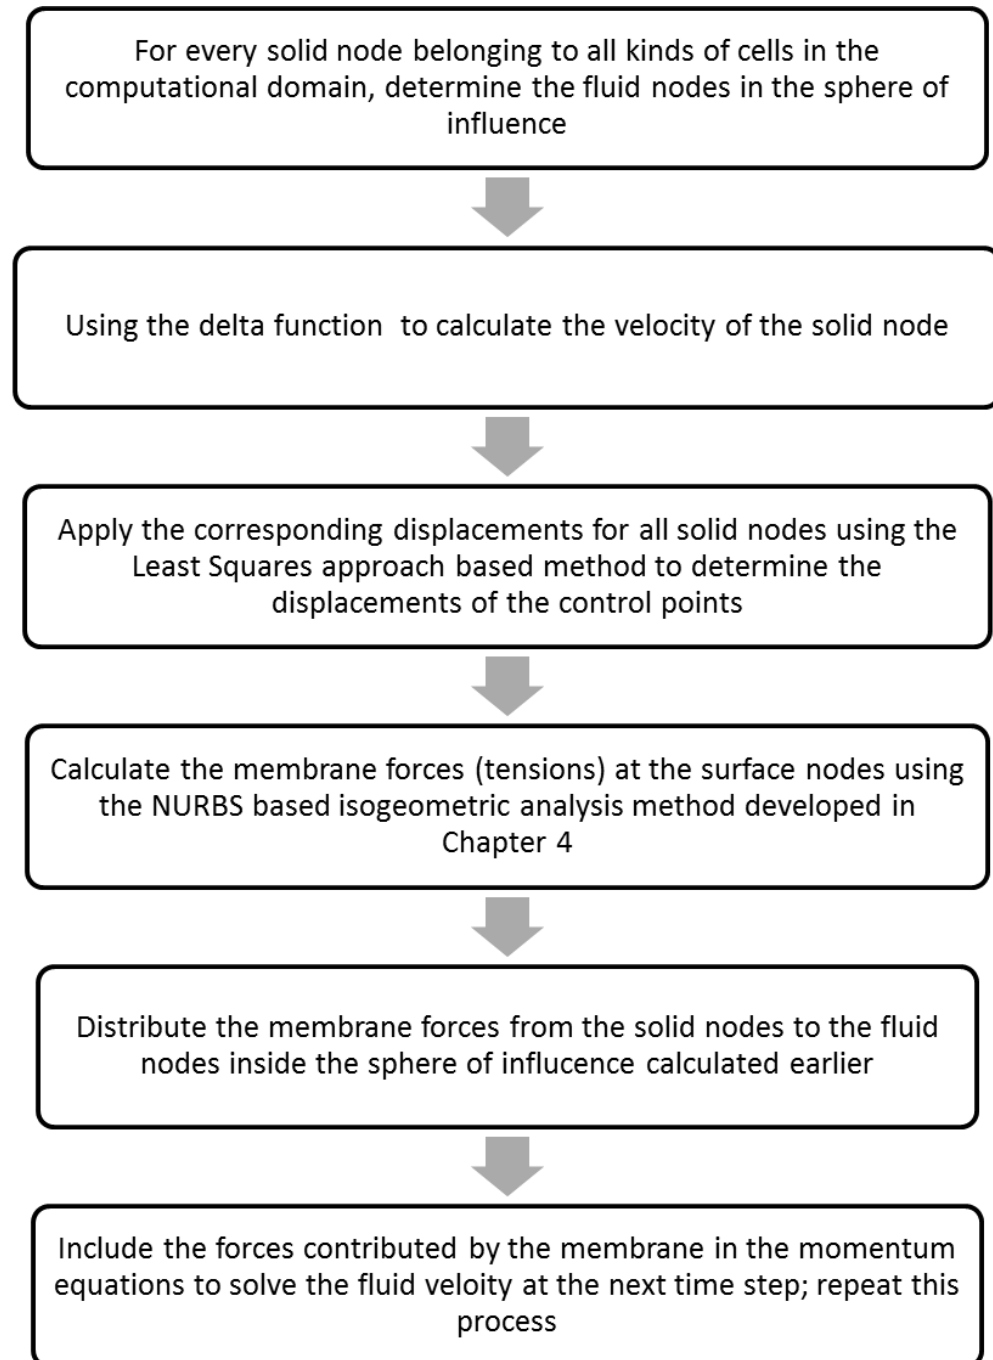 For every solid node belonging to all kinds of cells in the
computational domain, determine the fluid nodes in the sphere of
influence
Using the delta function  to calculate the velocity of the solid node
Apply the corresponding displacements for all solid nodes using the
Least Squares approach based method to determine the
displacements of the control points
Calculate the membrane forces (tensions) at the surface nodes using
the NURBS based isogeometric analysis method developed in
Chapter 4
Distribute the membrane forces from the solid nodes to the fluid
nodes inside the sphere of influcence calculated earlier
Include the forces contributed by the membrane in the momentum
equations to solve the fluid veloity at the next time step; repeat this
process